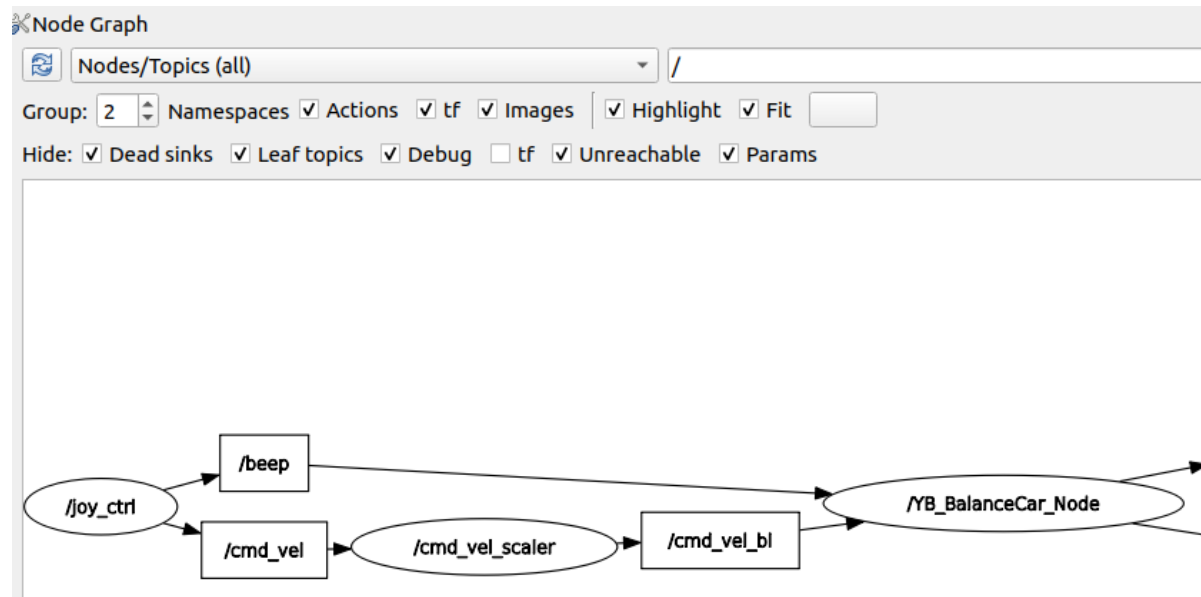 Node Graph
Nodes/Topics (all) /
Group: 2 Namespaces Actions tf Images Highlight Fit
Hide: Dead sinks Leaf topics Debug tf Unreachable Params
/beep
/joy_ctrl
/YB_BalanceCar_Node
/cmd_vel
/cmd_vel_scaler
/cmd_vel_bl